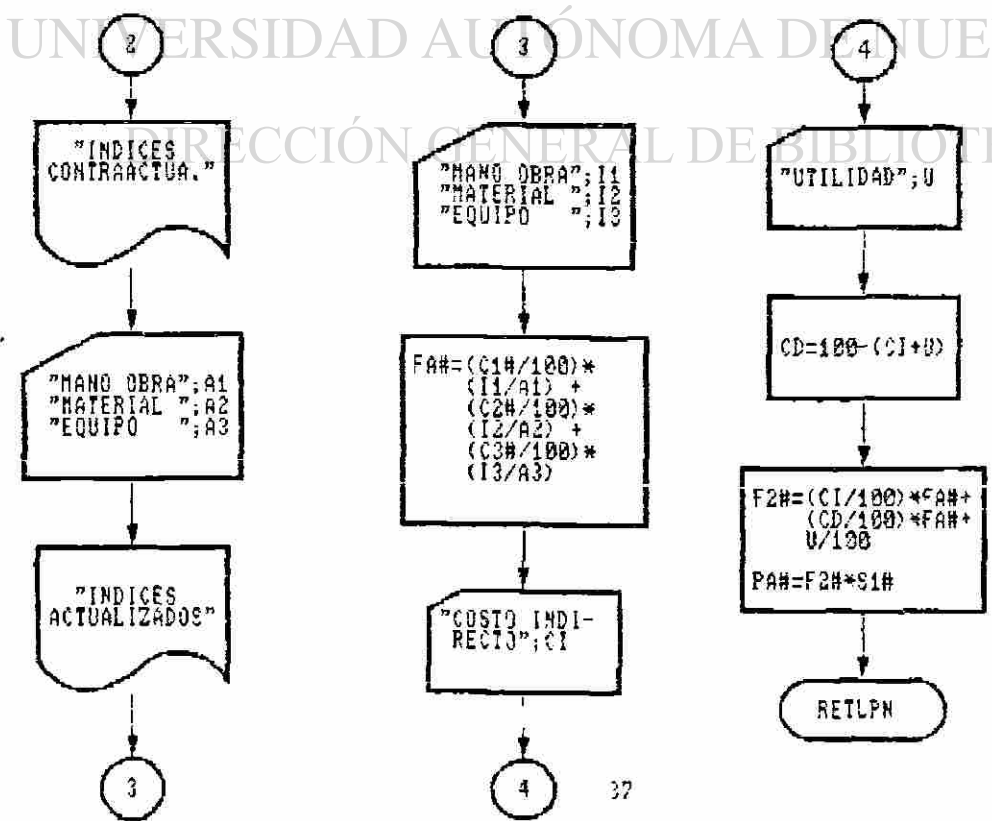 UNIVERSIDAD AUTÓNOMA DE NUE
DIRECCIÓN GENERAL DE BIBLIOTE
2
"INDICES
CONTRAACTUA."
"MANO OBRA";A1
"MATERIAL ";A2
"EQUIPO ";A3
"INDICES
ACTUALIZADOS"
3
3
"MANO OBRA";I1
"MATERIAL ";I2
"EQUIPO ";I3
FA#=(C1#/100)*
(I1/A1) +
(C2#/100)*
(I2/A2) +
(C3#/100)*
(I3/A3)
"COSTO INDI-
RECTO";CI
4
4
"UTILIDAD";U
CD=100-(CI+U)
F2#=(CI/100)*FA#+
(CD/100)*FA#+
U/100
PA#=F2#*S1#
RETURN
37